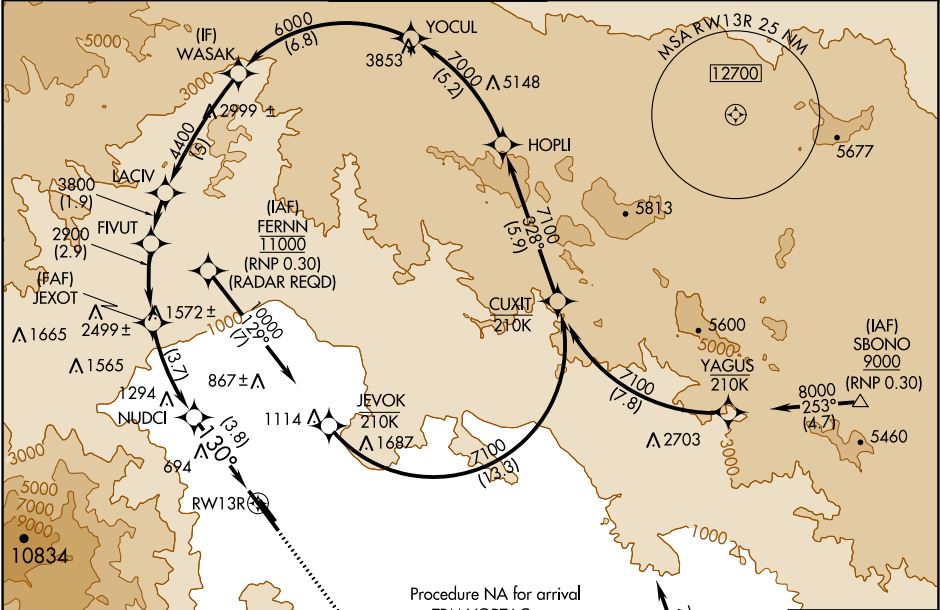 6000
(6.8)
YOCUL
3853
5000
(IF)
WASAK
MSA RW13R 25 NM
12700
7000
(5.2)
5148
3000
2999 ±
4400
(5)
HOPLI
5677
LACIV
3800
(1.9)
FIVUT
2900
(2.9)
(IAF)
FERNN
11000
(RNP 0.30)
(RADAR REQD)
7100
328°
(5.9)
5813
(FAF)
JEXOT
CUXIT
210K
1572 ±
2499 ±
1665
1000
10000
129°
(7)
5600
5000
(IAF)
SBONO
9000
(RNP 0.30)
YAGUS
210K
1565
(3.7)
867 ±
7100
(7.8)
8000
253°
(4.7)
1294
NUDCI
1114
JEVOK
210K
1687
2703
5460
(3.8)
130°
694
7100
(13.3)
3000
3000
5000
7000
9000
RW13R
10834
1000
Procedure NA for arrival